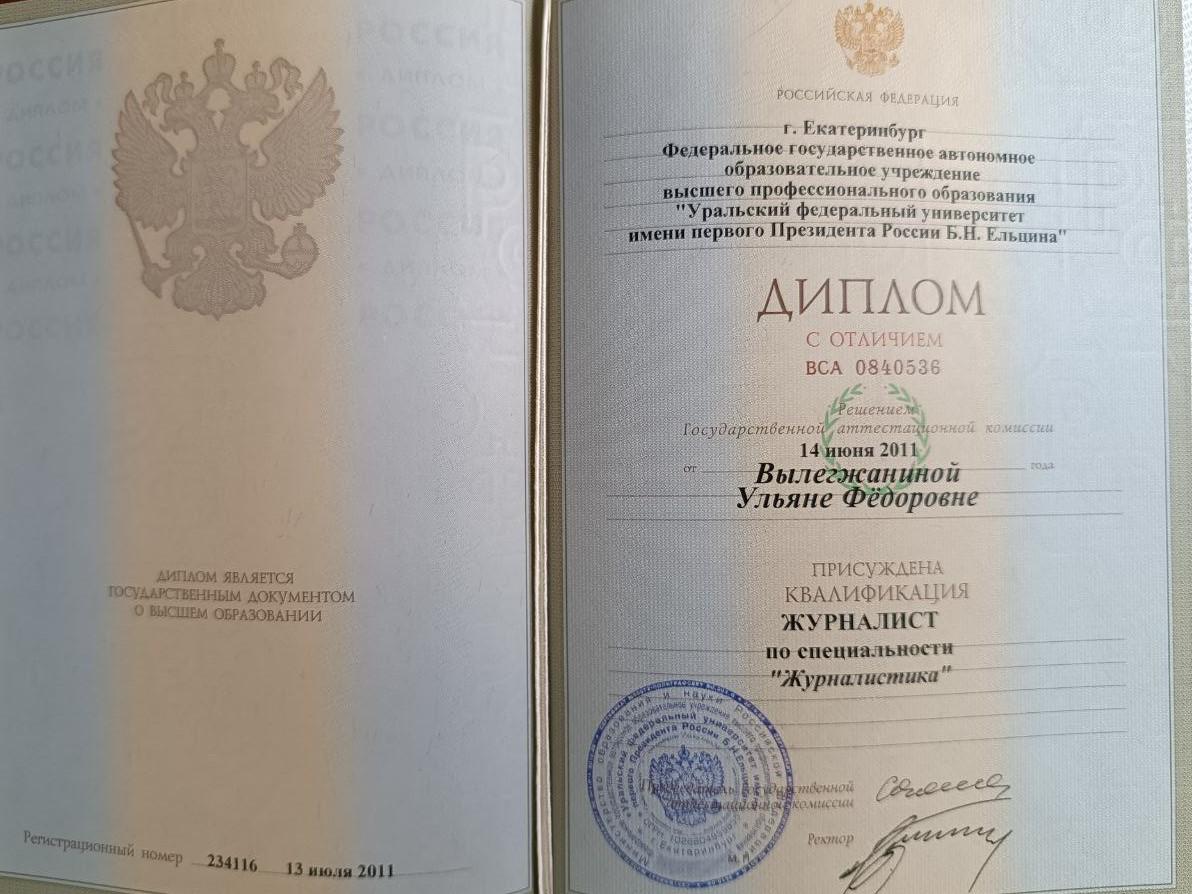 ДИПЛОМ ЯВЛЯЕТСЯ
ГОСУДАРСТВЕННЫМ ДОКУМЕНТОМ
О ВЫСШЕМ ОБРАЗОВАНИИ
Регистрационный номер 234116 13 июля 2011
РОССИЙСКАЯ ФЕДЕРАЦИЯ
г. Екатеринбург
Федеральное государственное автономное
образовательное учреждение
высшего профессионального образования
"Уральский федеральный университет
имени первого Президента России Б.Н. Ельцина"
ДИПЛОМ
С ОТЛИЧИЕМ
ВСА 0840536
Решением
Государственной аттестационной комиссии
от 14 июня 2011 года
Вылегжаниной
Ульяне Фёдоровне
ПРИСУЖДЕНА
КВАЛИФИКАЦИЯ
ЖУРНАЛИСТ
по специальности
"Журналистика"
Председатель Государственной
аттестационной комиссии
Ректор
М.П.